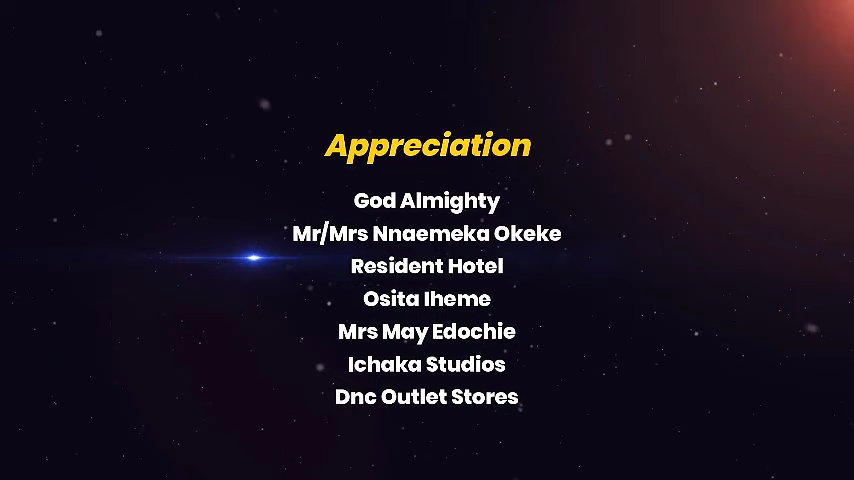 Appreciation
God Almighty
Mr/Mrs Nnaemeka Okeke
Resident Hotel
Osita Iheme
Mrs May Edochie
Ichaka Studios
Dnc Outlet Stores